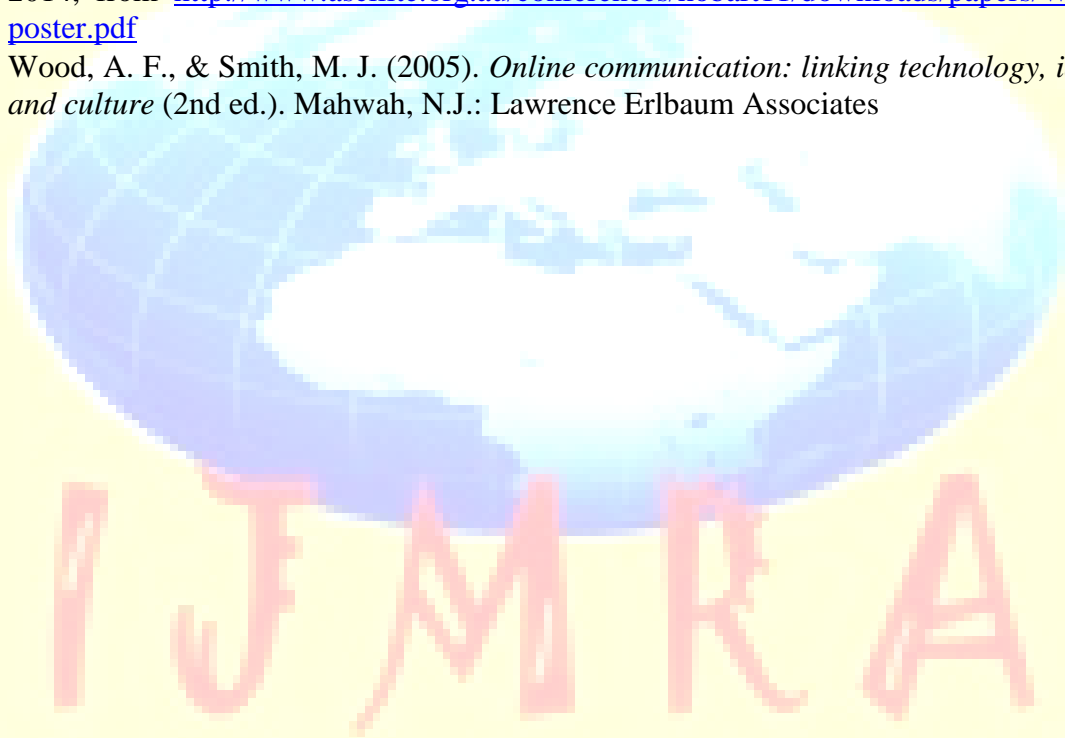 poster.pdf
Wood, A. F., & Smith, M. J. (2005). Online communication: linking technology,
and culture (2nd ed.). Mahwah, N.J.: Lawrence Erlbaum Associates
IJMRA